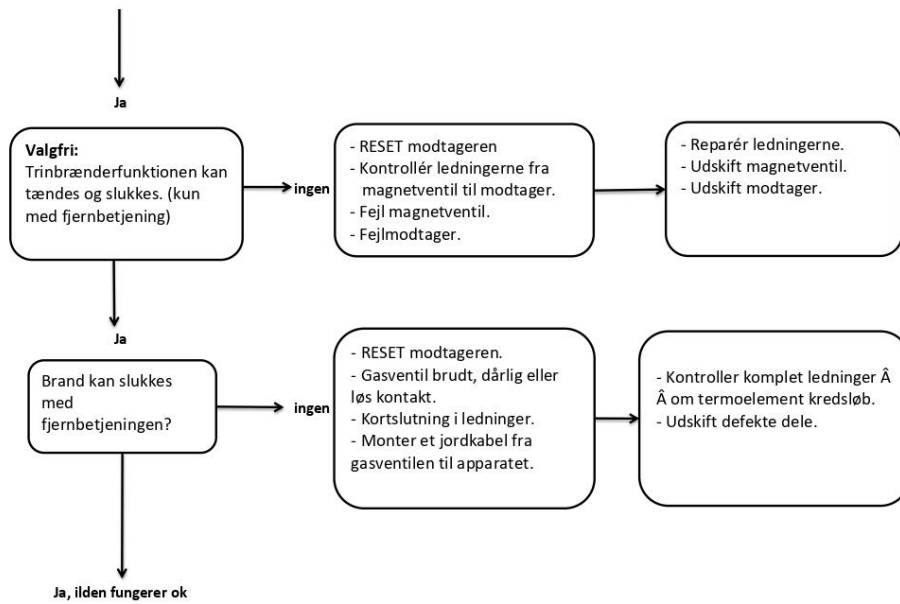 Ja
Valgfri:
Trinbrænderfunktionen kan
tændes og slukkes. (kun
med fjernbetjening)
ingen
- RESET modtageren
- Kontrollér ledningerne fra
magnetventil til modtager.
- Fejl magnetventil.
- Fejlmodtager.
- Reparér ledningerne.
- Udskift magnetventil.
- Udskift modtager.
Ja
Brand kan slukkes
med
fjernbetjeningen?
ingen
- RESET modtageren.
- Gasventil brudt, dårlig eller
løs kontakt.
- Kortslutning i ledninger.
- Monter et jordkabel fra
gasventilen til apparatet.
- Kontroller komplet ledninger Â
Â om termoelement kredsløb.
- Udskift defekte dele.
Ja, ilden fungerer ok